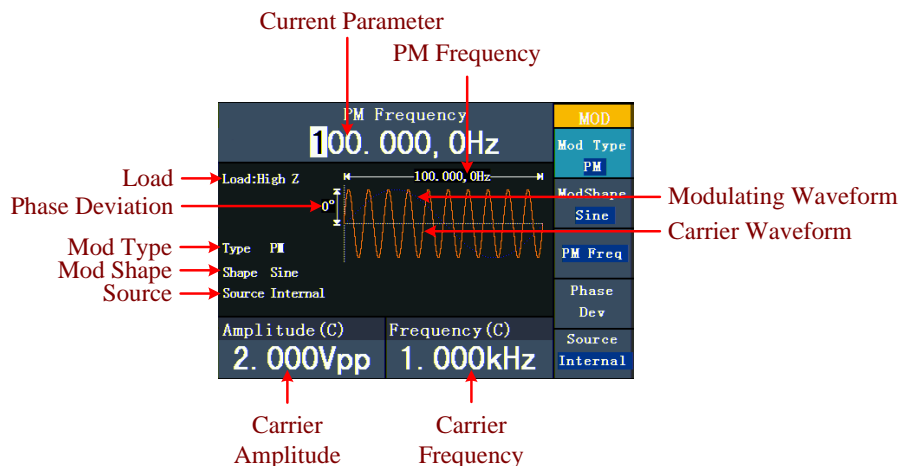 Current Parameter
PM Frequency
PM Frequency
100.000,0Hz
MOD
Mod Type
PM
Load
Load:High Z
100.000,0Hz
ModShape
Sine
Modulating Waveform
Phase Deviation
0°
Carrier Waveform
Mod Type
Type PM
PM Freq
Mod Shape
Shape Sine
Source
Source Internal
Phase
Dev
Amplitude(C)
Frequency(C)
Source
Internal
2.000Vpp
1.000kHz
Carrier
Amplitude
Carrier
Frequency